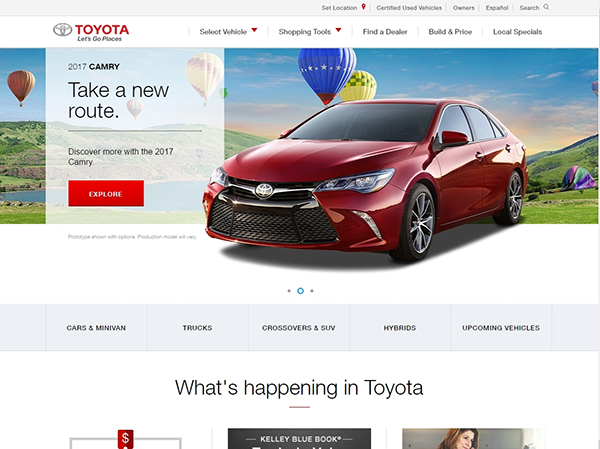 Set Location
Certified Used Vehicles
Owners
Español
Search
TOYOTA
Let's Go Places
Select Vehicle
Shopping Tools
Find a Dealer
Build & Price
Local Specials
2017 CAMRY
Take a new
route.
Discover more with the 2017
Camry.
EXPLORE
Prototype shown with options. Production model will vary.
CARS & MINIVAN
TRUCKS
CROSSOVERS & SUV
HYBRIDS
UPCOMING VEHICLES
What's happening in Toyota
$
KELLEY BLUE BOOK®